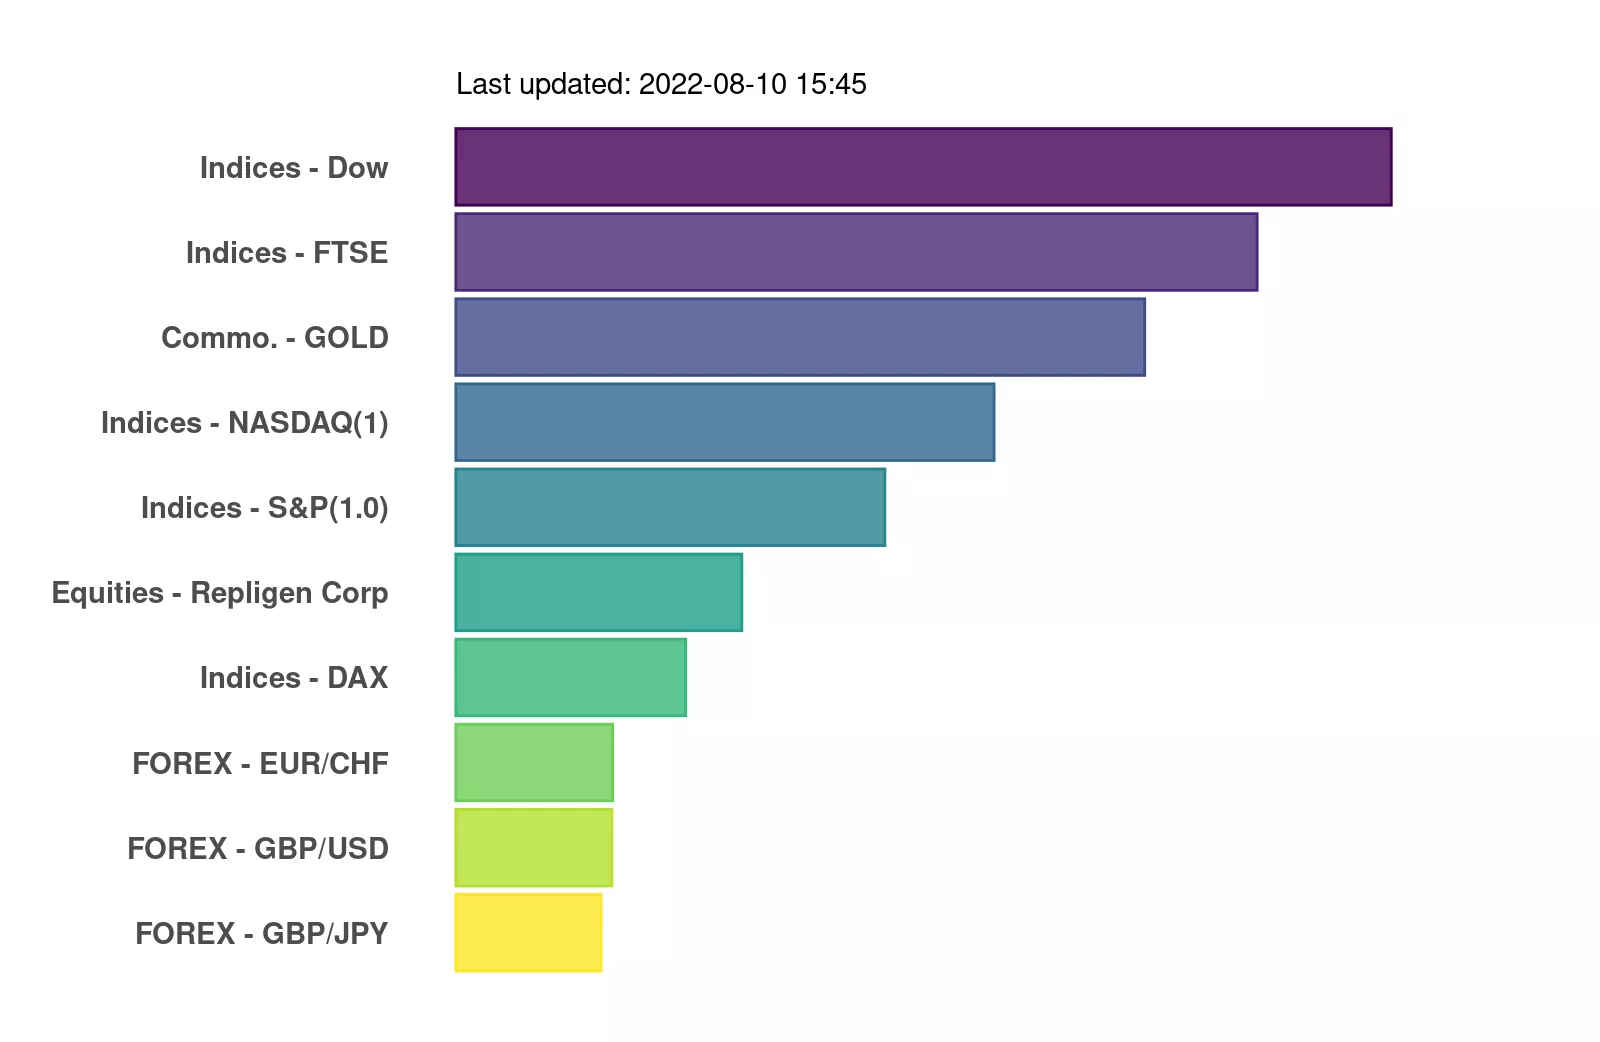 Last updated: 2022-08-10 15:45
Indices - Dow
Indices - FTSE
Commo. - GOLD
Indices - NASDAQ(1)
Indices - S&P(1.0)
Equities - Repligen Corp
Indices - DAX
FOREX - EUR/CHF
FOREX - GBP/USD
FOREX - GBP/JPY